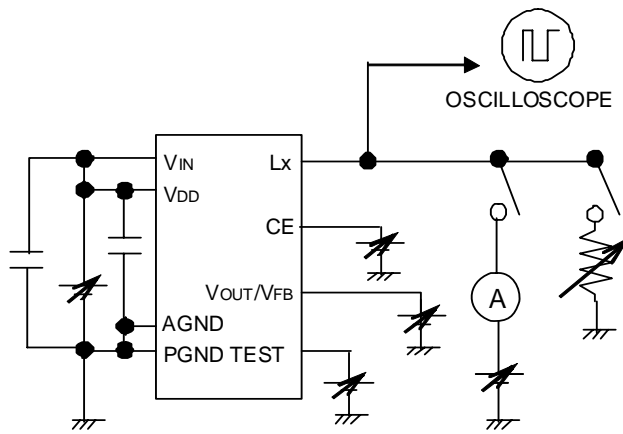 OSCILLOSCOPE
VIN
Lx
VDD
CE
VOUT/VFB
A
AGND
PGND TEST